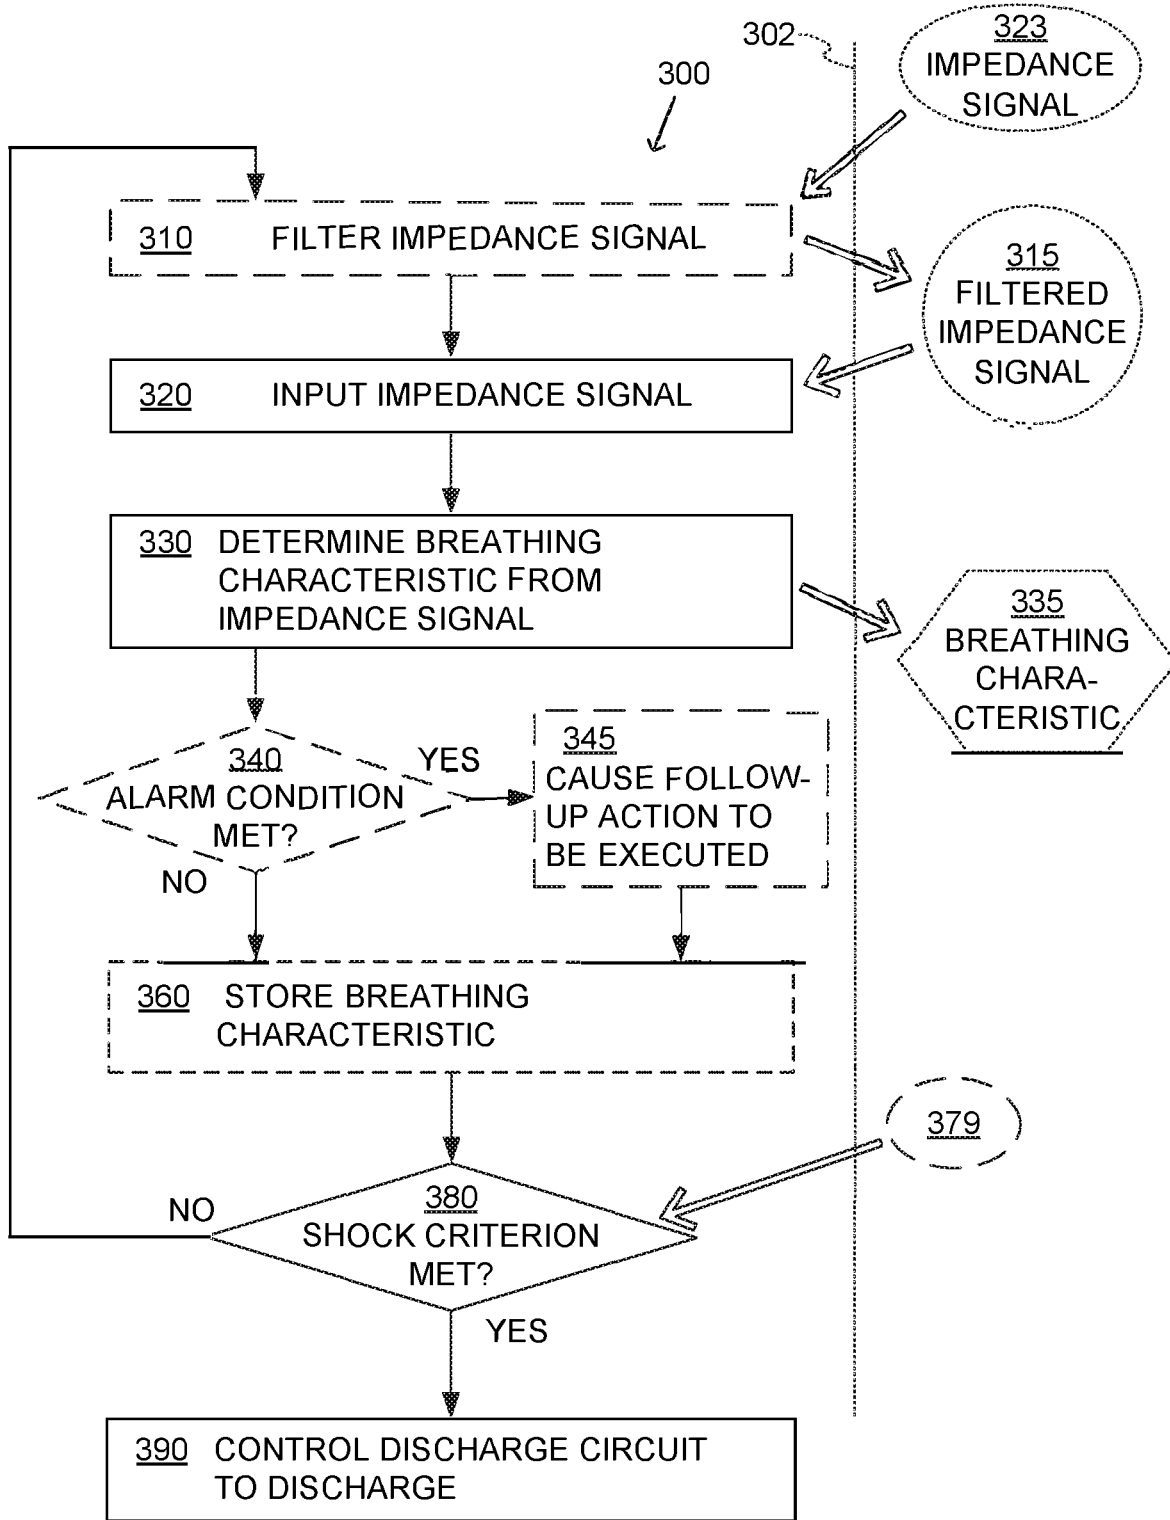 302
323
IMPEDANCE
SIGNAL
300
310 FILTER IMPEDANCE SIGNAL
315
FILTERED
IMPEDANCE
SIGNAL
320 INPUT IMPEDANCE SIGNAL
330 DETERMINE BREATHING
CHARACTERISTIC FROM
IMPEDANCE SIGNAL
335
BREATHING
CHARA-
CTERISTIC
340
ALARM CONDITION
MET?
YES
NO
345
CAUSE FOLLOW-
UP ACTION TO
BE EXECUTED
360 STORE BREATHING
CHARACTERISTIC
379
380
SHOCK CRITERION
MET?
NO
YES
390 CONTROL DISCHARGE CIRCUIT
TO DISCHARGE